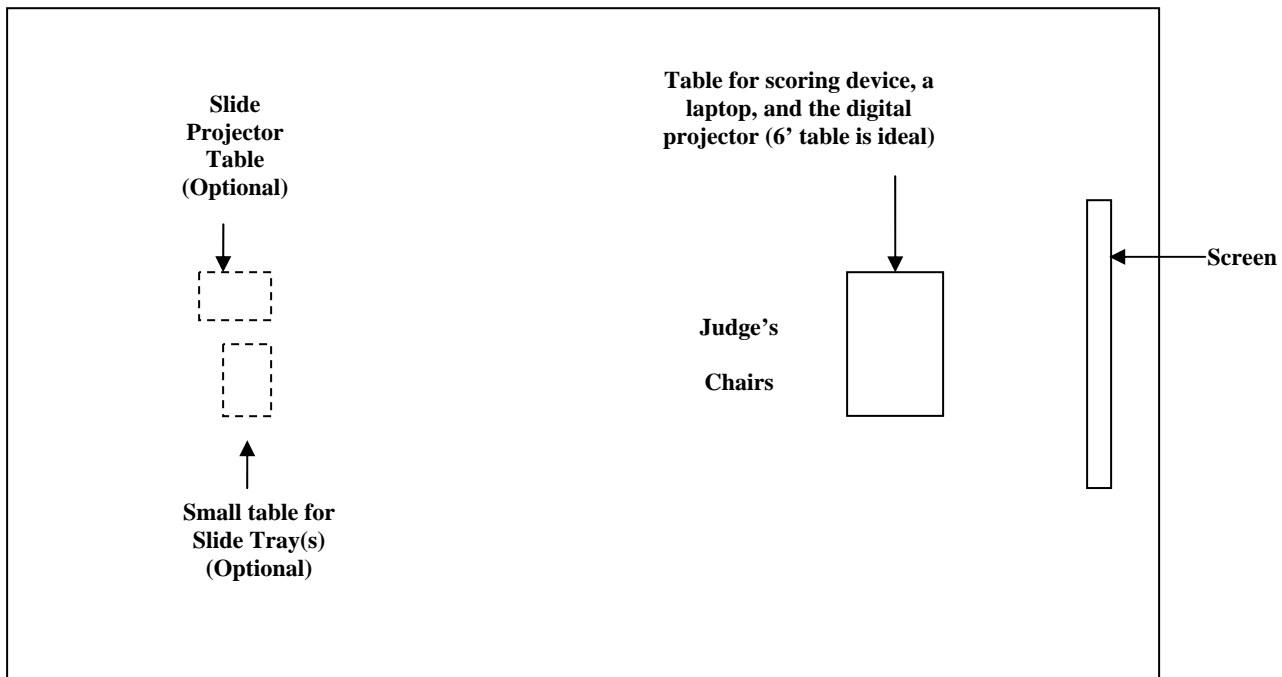 Slide
Projector
Table
(Optional)
Table for scoring device, a
laptop, and the digital
projector (6’ table is ideal)
Screen
Judge’s
Chairs
Small table for
Slide Tray(s)
(Optional)